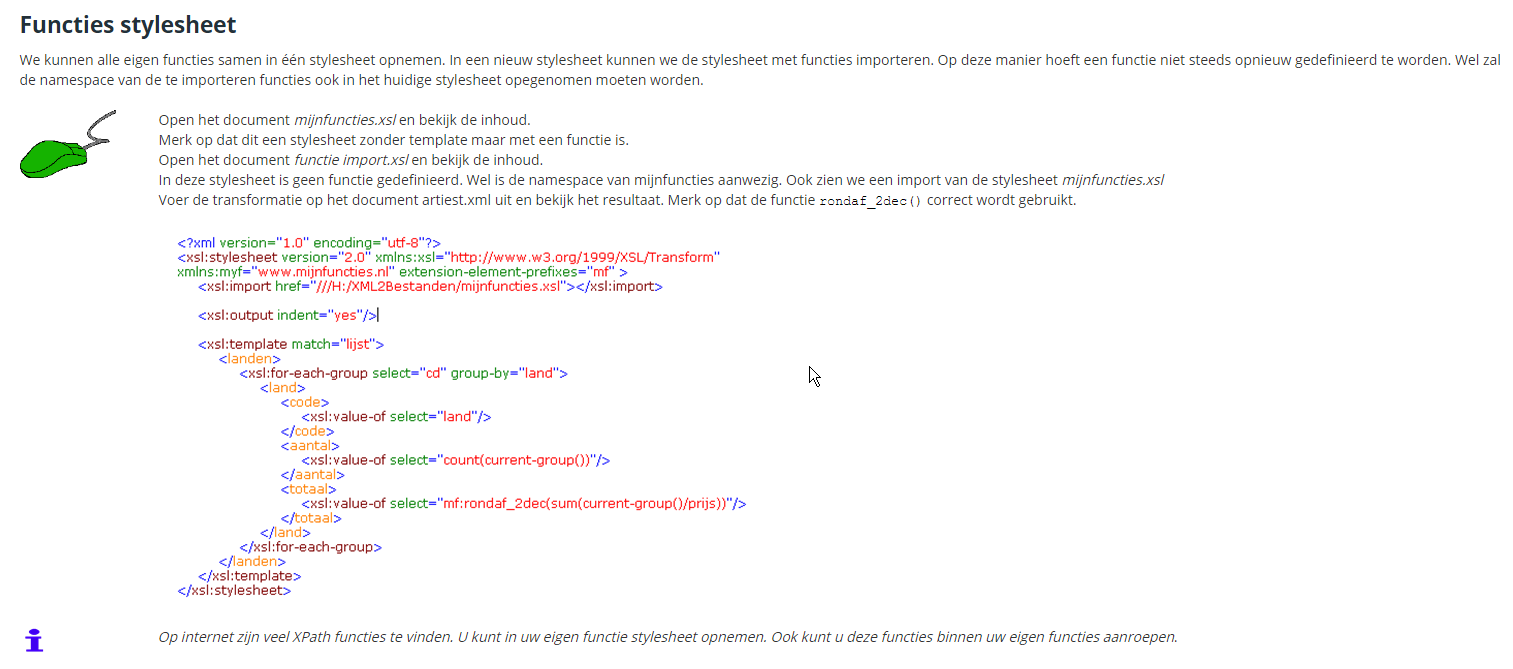 Functies stylesheet
We kunnen alle eigen functies samen in één stylesheet opnemen. In een nieuw stylesheet kunnen we de stylesheet met functies importeren. Op deze manier hoeft een functie niet steeds opnieuw gedefinieerd te worden. Wel zal
de namespace van de te importeren functies ook in het huidige stylesheet opegenomen moeten worden.
Open het document mijnfuncties.xsl en bekijk de inhoud.
Merk op dat dit een stylesheet zonder template maar met een functie is.
Open het document functie import.xsl en bekijk de inhoud.
In deze stylesheet is geen functie gedefinieerd. Wel is de namespace van mijnfuncties aanwezig. Ook zien we een import van de stylesheet mijnfuncties.xsl
Voer de transformatie op het document artiest.xml uit en bekijk het resultaat. Merk op dat de functie rondaf_2dec() correct wordt gebruikt.
<?xml version="1.0" encoding="utf-8"?>
<xsl:stylesheet version="2.0" xmlns:xsl="http://www.w3.org/1999/XSL/Transform"
xmlns:myf="www.mijnfuncties.nl" extension-element-prefixes="mf" >
<xsl:import href="///H:/XML2Bestanden/mijnfuncties.xsl"></xsl:import>
<xsl:output indent="yes"/>
<xsl:template match="lijst">
<landen>
<xsl:for-each-group select="cd" group-by="land">
<land>
<code>
<xsl:value-of select="land"/>
</code>
<aantal>
<xsl:value-of select="count(current-group())"/>
</aantal>
<totaal>
<xsl:value-of select="mf:rondaf_2dec(sum(current-group()/prijs))"/>
</totaal>
</land>
</xsl:for-each-group>
</landen>
</xsl:template>
</xsl:stylesheet>
Op internet zijn veel XPath functies te vinden. U kunt in uw eigen functie stylesheet opnemen. Ook kunt u deze functies binnen uw eigen functies aanroepen.